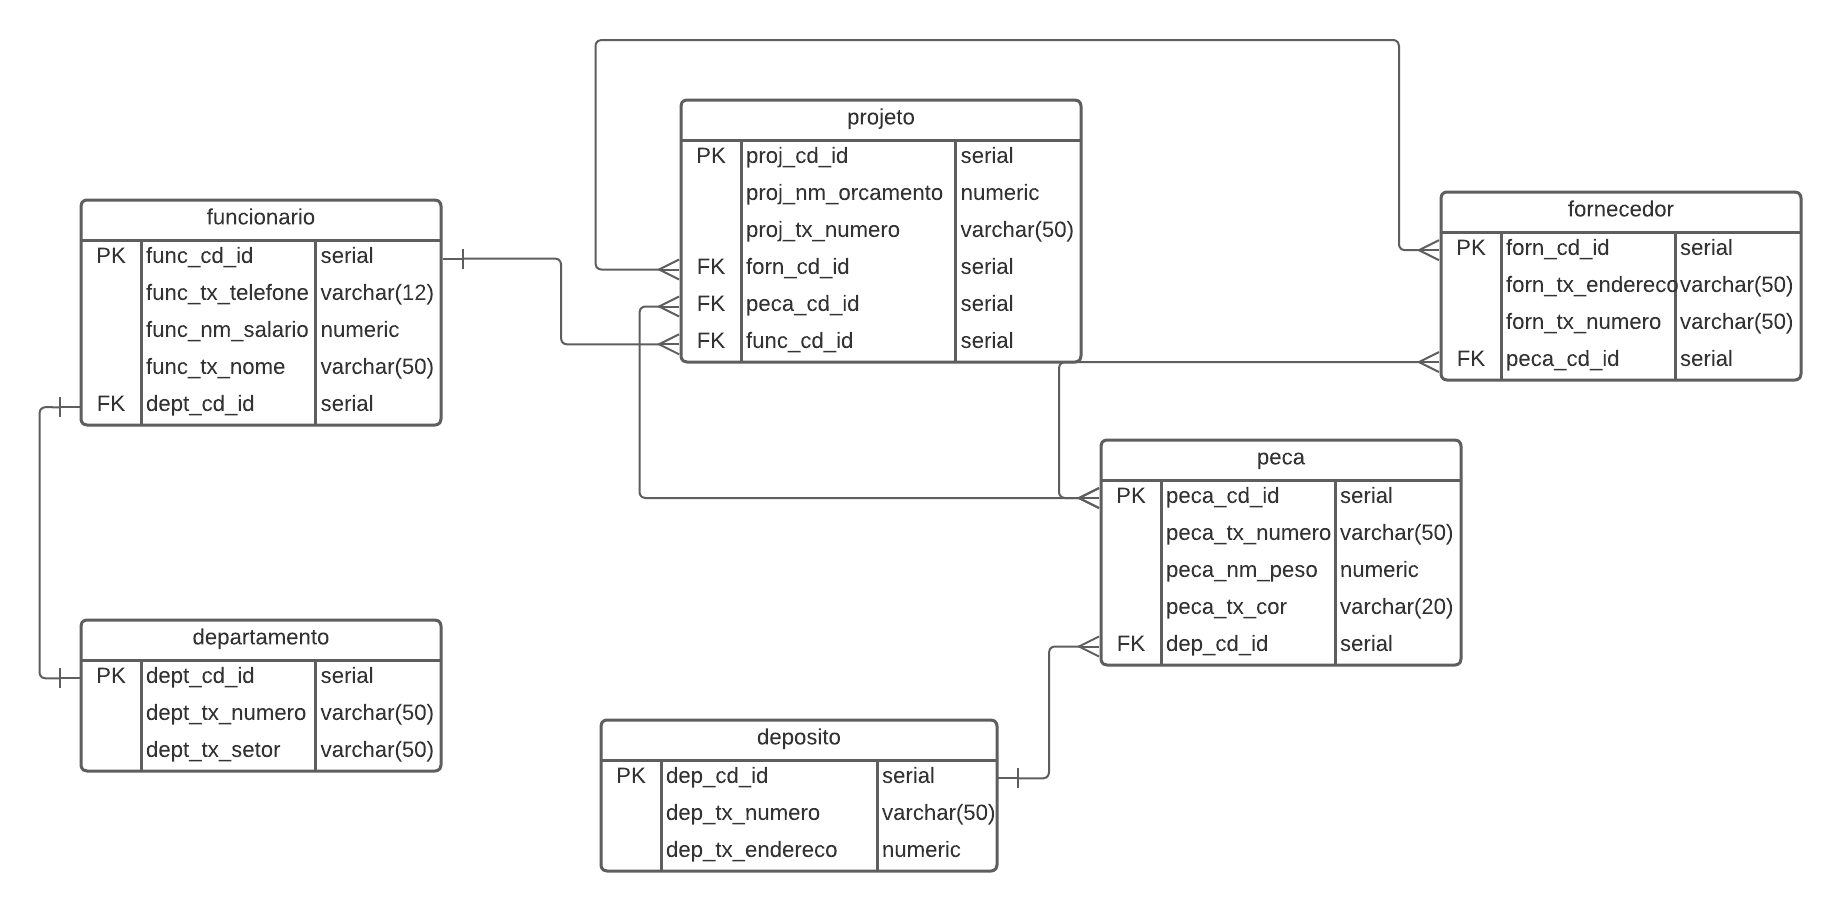 projeto
PK proj_cd_id serial
proj_nm_orcamento numeric
proj_tx_numero varchar(50)
FK forn_cd_id serial
FK peca_cd_id serial
FK func_cd_id serial
funcionario
PK func_cd_id serial
func_tx_telefone varchar(12)
func_nm_salario numeric
func_tx_nome varchar(50)
FK dept_cd_id serial
fornecedor
PK forn_cd_id serial
forn_tx_endereco varchar(50)
forn_tx_numero varchar(50)
FK peca_cd_id serial
peca
PK peca_cd_id serial
peca_tx_numero varchar(50)
peca_nm_peso numeric
peca_tx_cor varchar(20)
FK dep_cd_id serial
departamento
PK dept_cd_id serial
dept_tx_numero varchar(50)
dept_tx_setor varchar(50)
deposito
PK dep_cd_id serial
dep_tx_numero varchar(50)
dep_tx_endereco numeric